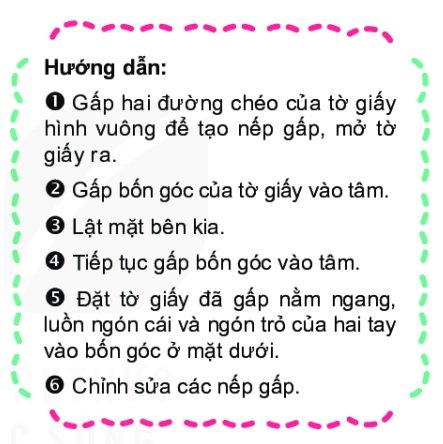 Hướng dẫn:
❶ Gấp hai đường chéo của tờ giấy
hình vuông để tạo nếp gấp, mở tờ
giấy ra.
❷ Gấp bốn góc của tờ giấy vào tâm.
❸ Lật mặt bên kia.
❹ Tiếp tục gấp bốn góc vào tâm.
❺ Đặt tờ giấy đã gấp nằm ngang,
luồn ngón cái và ngón trỏ của hai tay
vào bốn góc ở mặt dưới.
❻ Chỉnh sửa các nếp gấp.